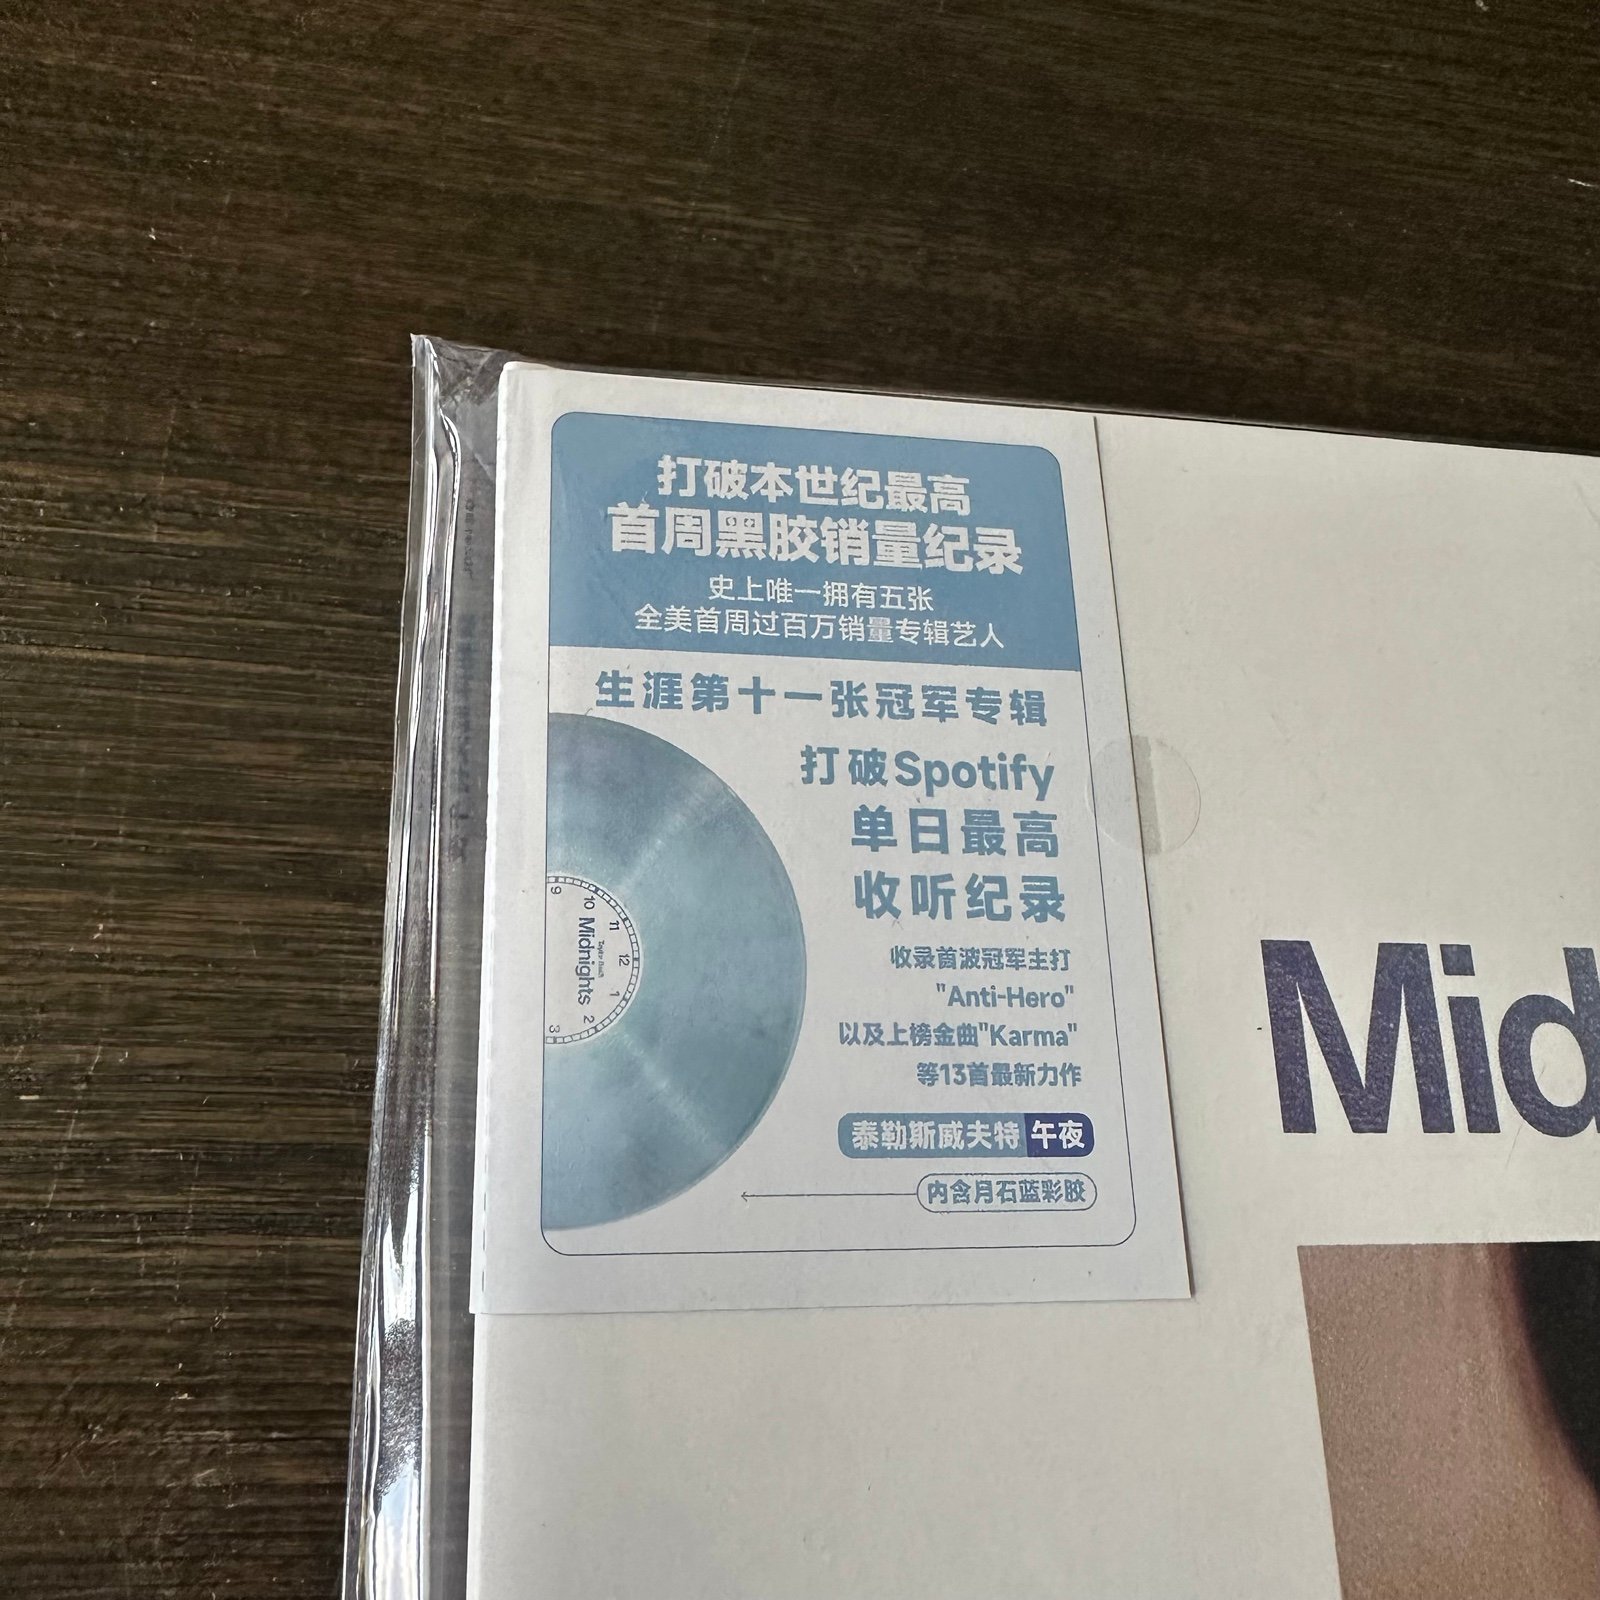 打破本世纪最高
首周黑胶销量纪录
史上唯一拥有五张
全美首周过百万销量专辑艺人
生涯第十一张冠军专辑
打破Spotify
单日最高
收听纪录
收录首波冠军主打
"Anti-Hero"
以及上榜金曲"Karma"
等13首最新力作
泰勒斯威夫特 午夜
内含月石蓝彩胶
9
10
11
12
1
2
3
Taylor Swift
Midnights
Mid